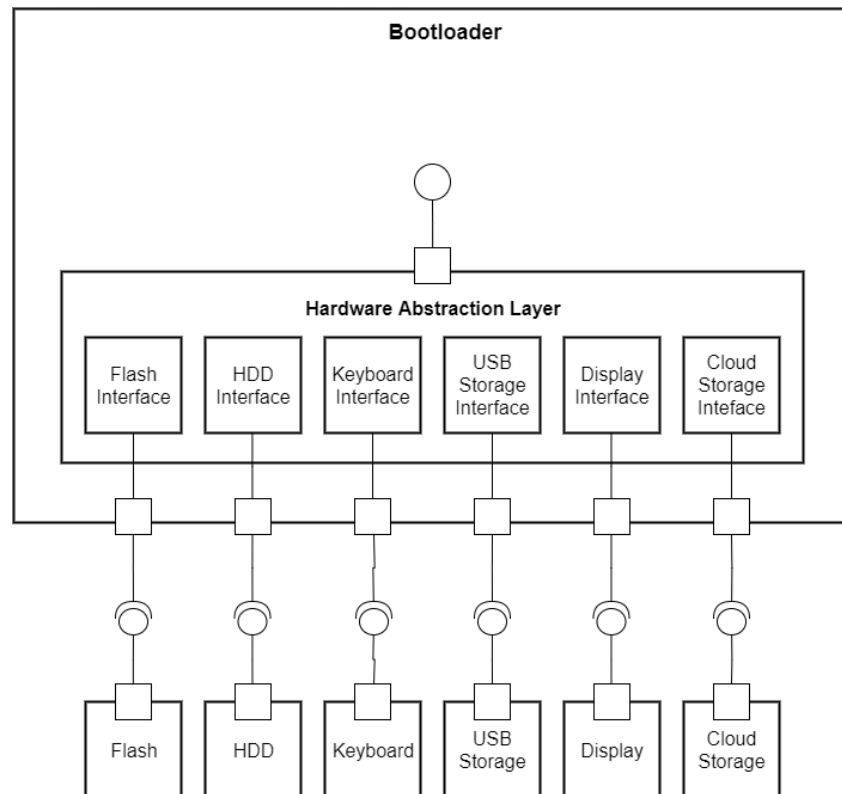 Bootloader
Hardware Abstraction Layer
Flash
Interface
HDD
Interface
Keyboard
Interface
USB
Storage
Interface
Display
Interface
Cloud
Storage
Inteface
Flash
HDD
Keyboard
USB
Storage
Display
Cloud
Storage